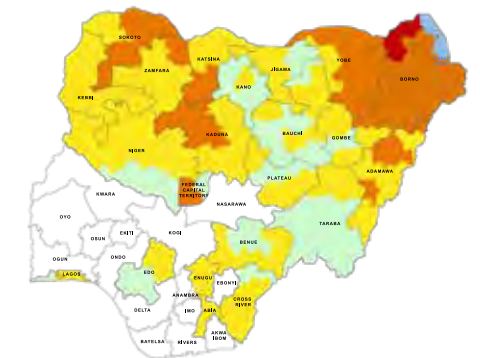 SOKOTO
KATSINA
JIGAWA
YOBE
ZAMFARA
BORNO
KANO
KEBBI
KADUNA
BAUCHI
GOMBE
NIGER
ADAMAWA
PLATEAU
FEDERAL
CAPITAL
TERRITORY
KWARA
NASARAWA
OYO
TARABA
EKITI
KOGI
OSUN
BENUE
OGUN
ONDO
LAGOS
EDO
ENUGU
EBONYI
ANAMBRA
CROSS
RIVER
DELTA
IMO
ABIA
AKWA
IBOM
BAYELSA
RIVERS